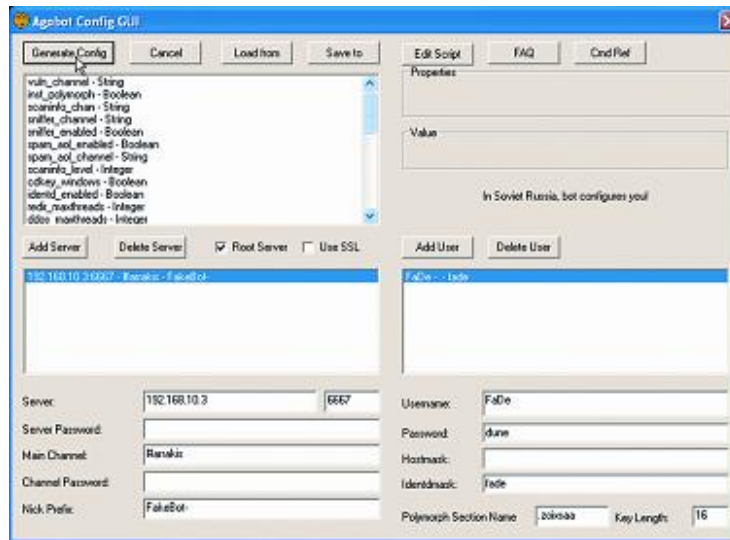 Agobot Config GUI
Generate Config
Cancel
Load from
Save to
Edit Script
FAQ
Cmd Ref
vuln_channel - String
inst_polymorph - Boolean
scaninfo_chan - String
sniffer_channel - String
sniffer_enabled - Boolean
spam_aol_enabled - Boolean
spam_aol_channel - String
scaninfo_level - Integer
cdkey_windows - Boolean
identd_enabled - Boolean
redir_maxthreads - Integer
ddos_maxthreads - Integer
Properties
Value
In Soviet Russia, bot configures you!
Add Server
Delete Server
Root Server
Use SSL
Add User
Delete User
192.168.10.3:6667 - #anakis - FakeBot-
FaDe - - fade
Server:
192.168.10.3
6667
Server Password:
Main Channel:
#anakis
Channel Password:
Nick Prefix:
FakeBot-
Username:
FaDe
Password:
dune
Hostmask:
Identdmask:
fade
Polymorph Section Name
Key Length:
16